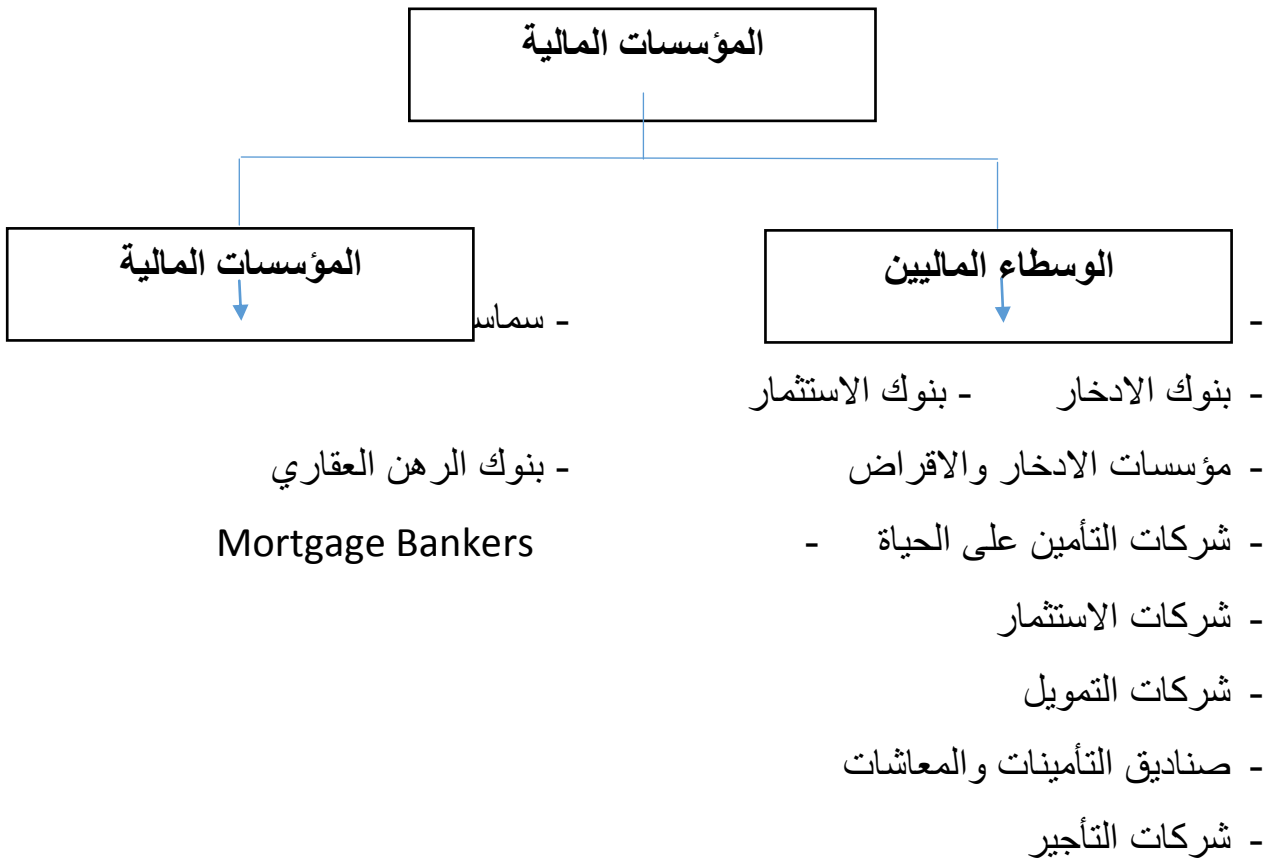 المؤسسات المالية
الوسطاء الماليين
المؤسسات المالية
-
-
- بنوك الادخار - بنوك الاستثمار
- مؤسسات الادخار والاقراض - بنوك الرهن العقاري
- شركات التأمين على الحياة - Mortgage Bankers
- شركات الاستثمار
- شركات التمويل
- صناديق التأمينات والمعاشات
- شركات التأجير